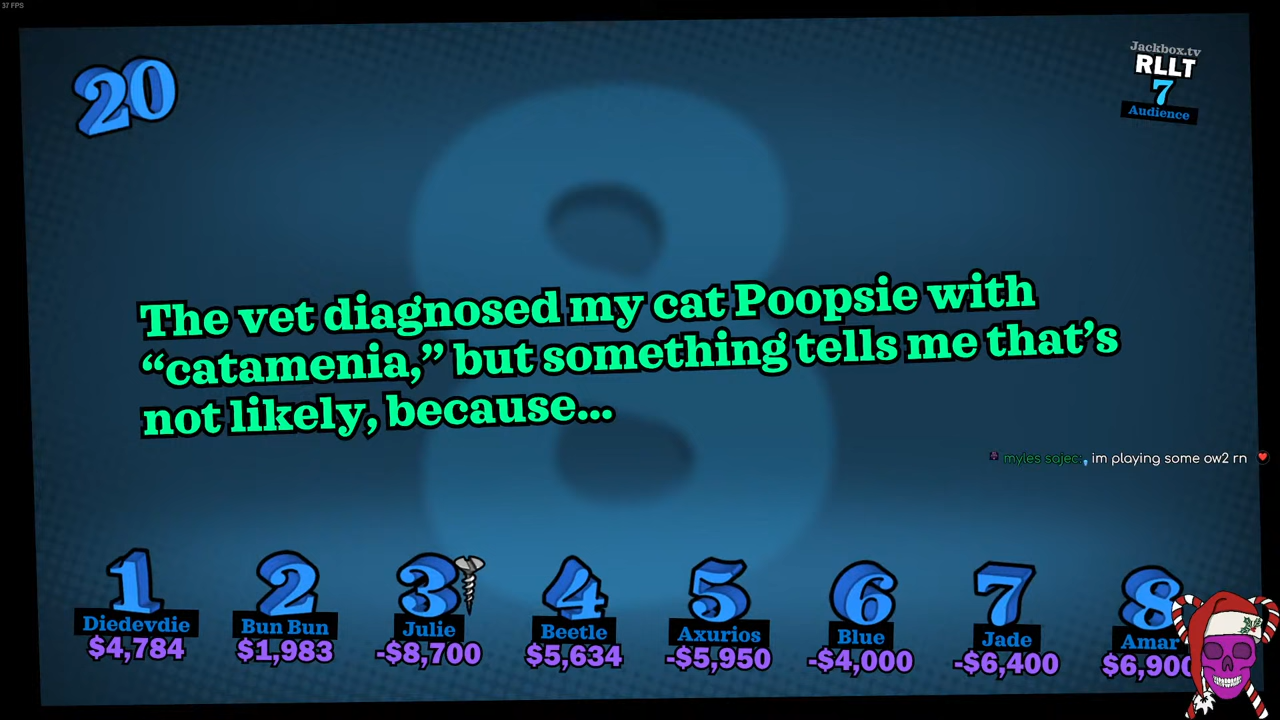 37 FPS
20
Jackbox.tv
RLLT
7
Audience
8
The vet diagnosed my cat Poopsie with
“catamenia,” but something tells me that’s
not likely, because...
myles sajec: im playing some ow2 rn
1 2 3 4 5 6 7 8
Diedevdie Bun Bun Julie Beetle Axurios Blue Jade Amar
$4,784 $1,983 -$8,700 $5,634 -$5,950 -$4,000 -$6,400 $6,900